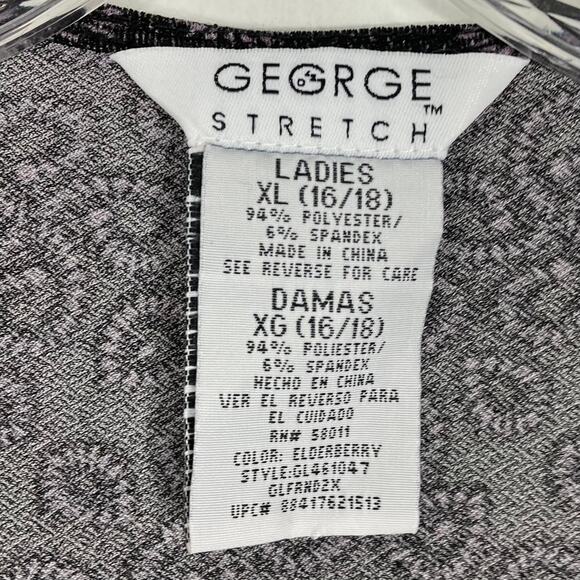 GEORGE™
STRETCH
LADIES
XL (16/18)
94% POLYESTER/
6% SPANDEX
MADE IN CHINA
SEE REVERSE FOR CARE
DAMAS
XG (16/18)
94% POLIESTER/
6% SPANDEX
HECHO EN CHINA
VER EL REVERSO PARA
EL CUIDADO
RN# 58011
COLOR: ELDERBERRY
STYLE:GL461047
GLFRND2X
UPC# 88417621513